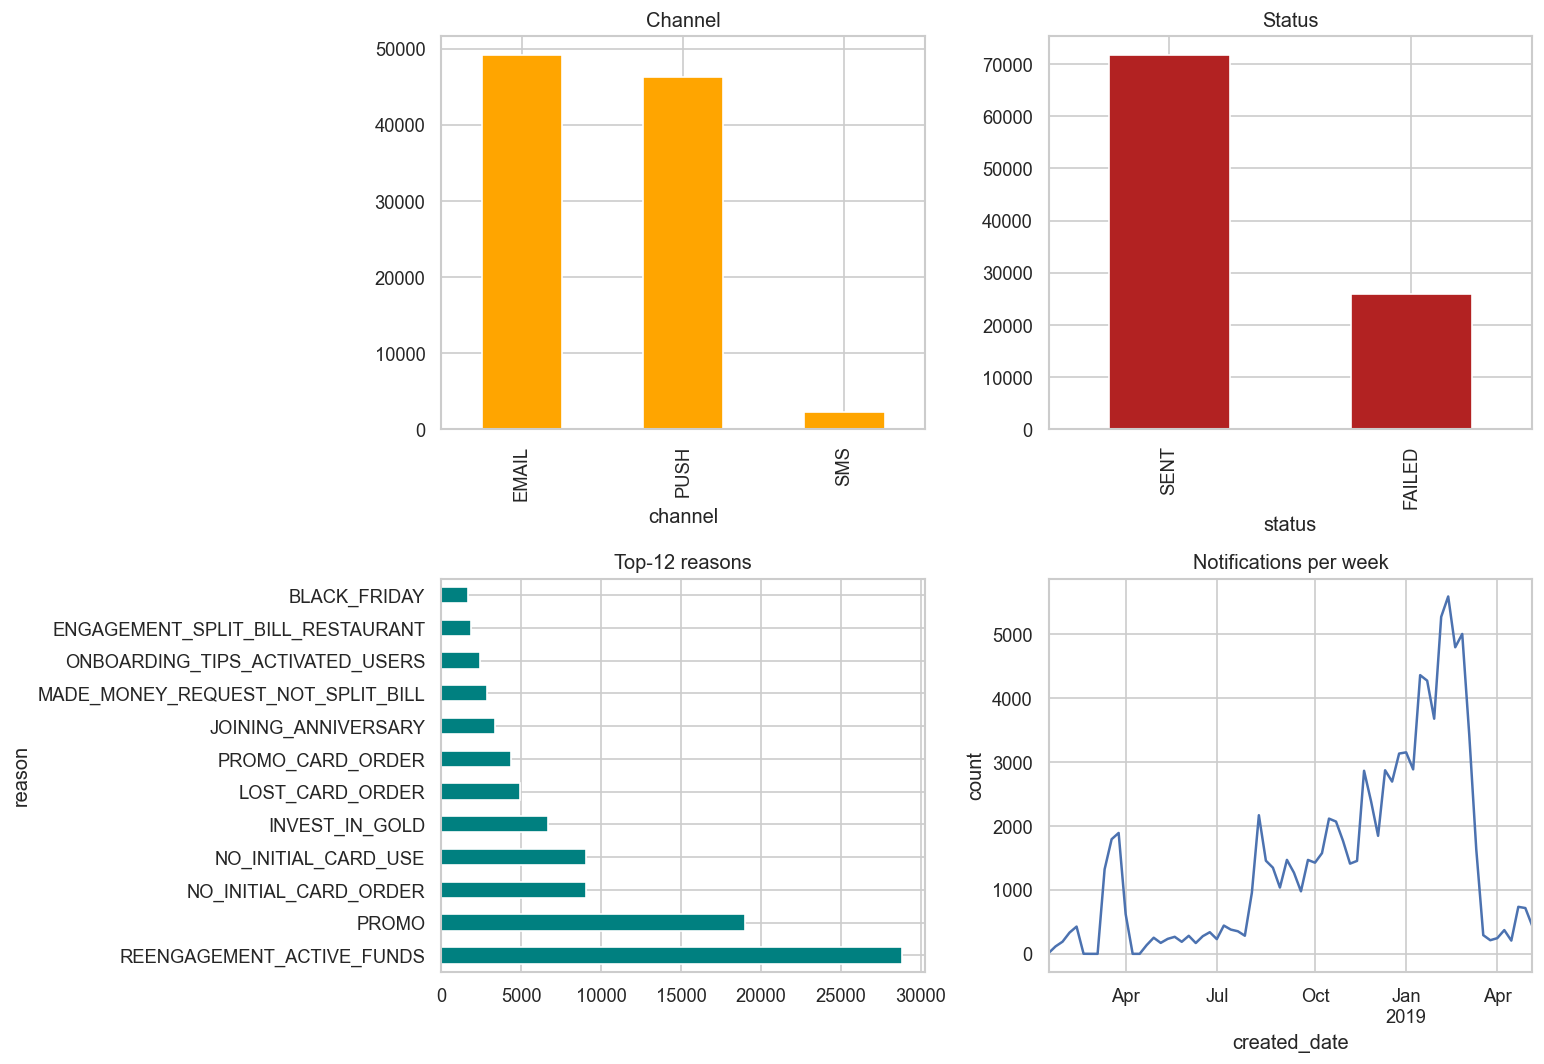 Channel
50000
40000
30000
20000
10000
0
EMAIL
PUSH
SMS
channel
Status
70000
60000
50000
40000
30000
20000
10000
0
SENT
FAILED
status
Top-12 reasons
reason
BLACK_FRIDAY
ENGAGEMENT_SPLIT_BILL_RESTAURANT
ONBOARDING_TIPS_ACTIVATED_USERS
MADE_MONEY_REQUEST_NOT_SPLIT_BILL
JOINING_ANNIVERSARY
PROMO_CARD_ORDER
LOST_CARD_ORDER
INVEST_IN_GOLD
NO_INITIAL_CARD_USE
NO_INITIAL_CARD_ORDER
PROMO
REENGAGEMENT_ACTIVE_FUNDS
0 5000 10000 15000 20000 25000 30000
Notifications per week
count
5000
4000
3000
2000
1000
0
Apr Jul Oct Jan Apr
2019
created_date